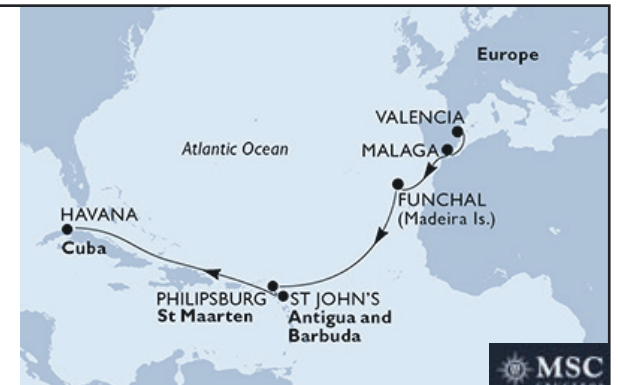 Europe
VALENCIA
Atlantic Ocean
MALAGA
FUNCHAL
(Madeira Is.)
HAVANA
Cuba
PHILIPSBURG
St Maarten
ST JOHN'S
Antigua and
Barbuda
MSC